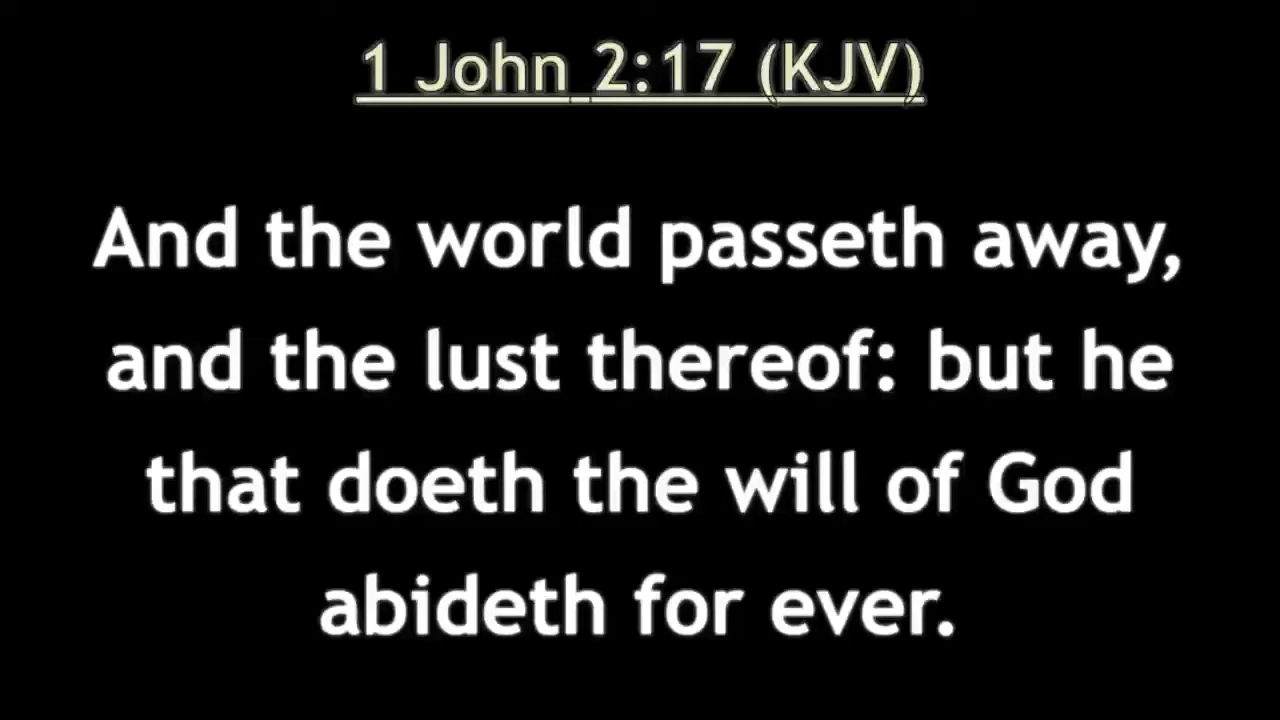 1 John 2:17 (KJV)
And the world passeth away,
and the lust thereof: but he
that doeth the will of God
abideth for ever.